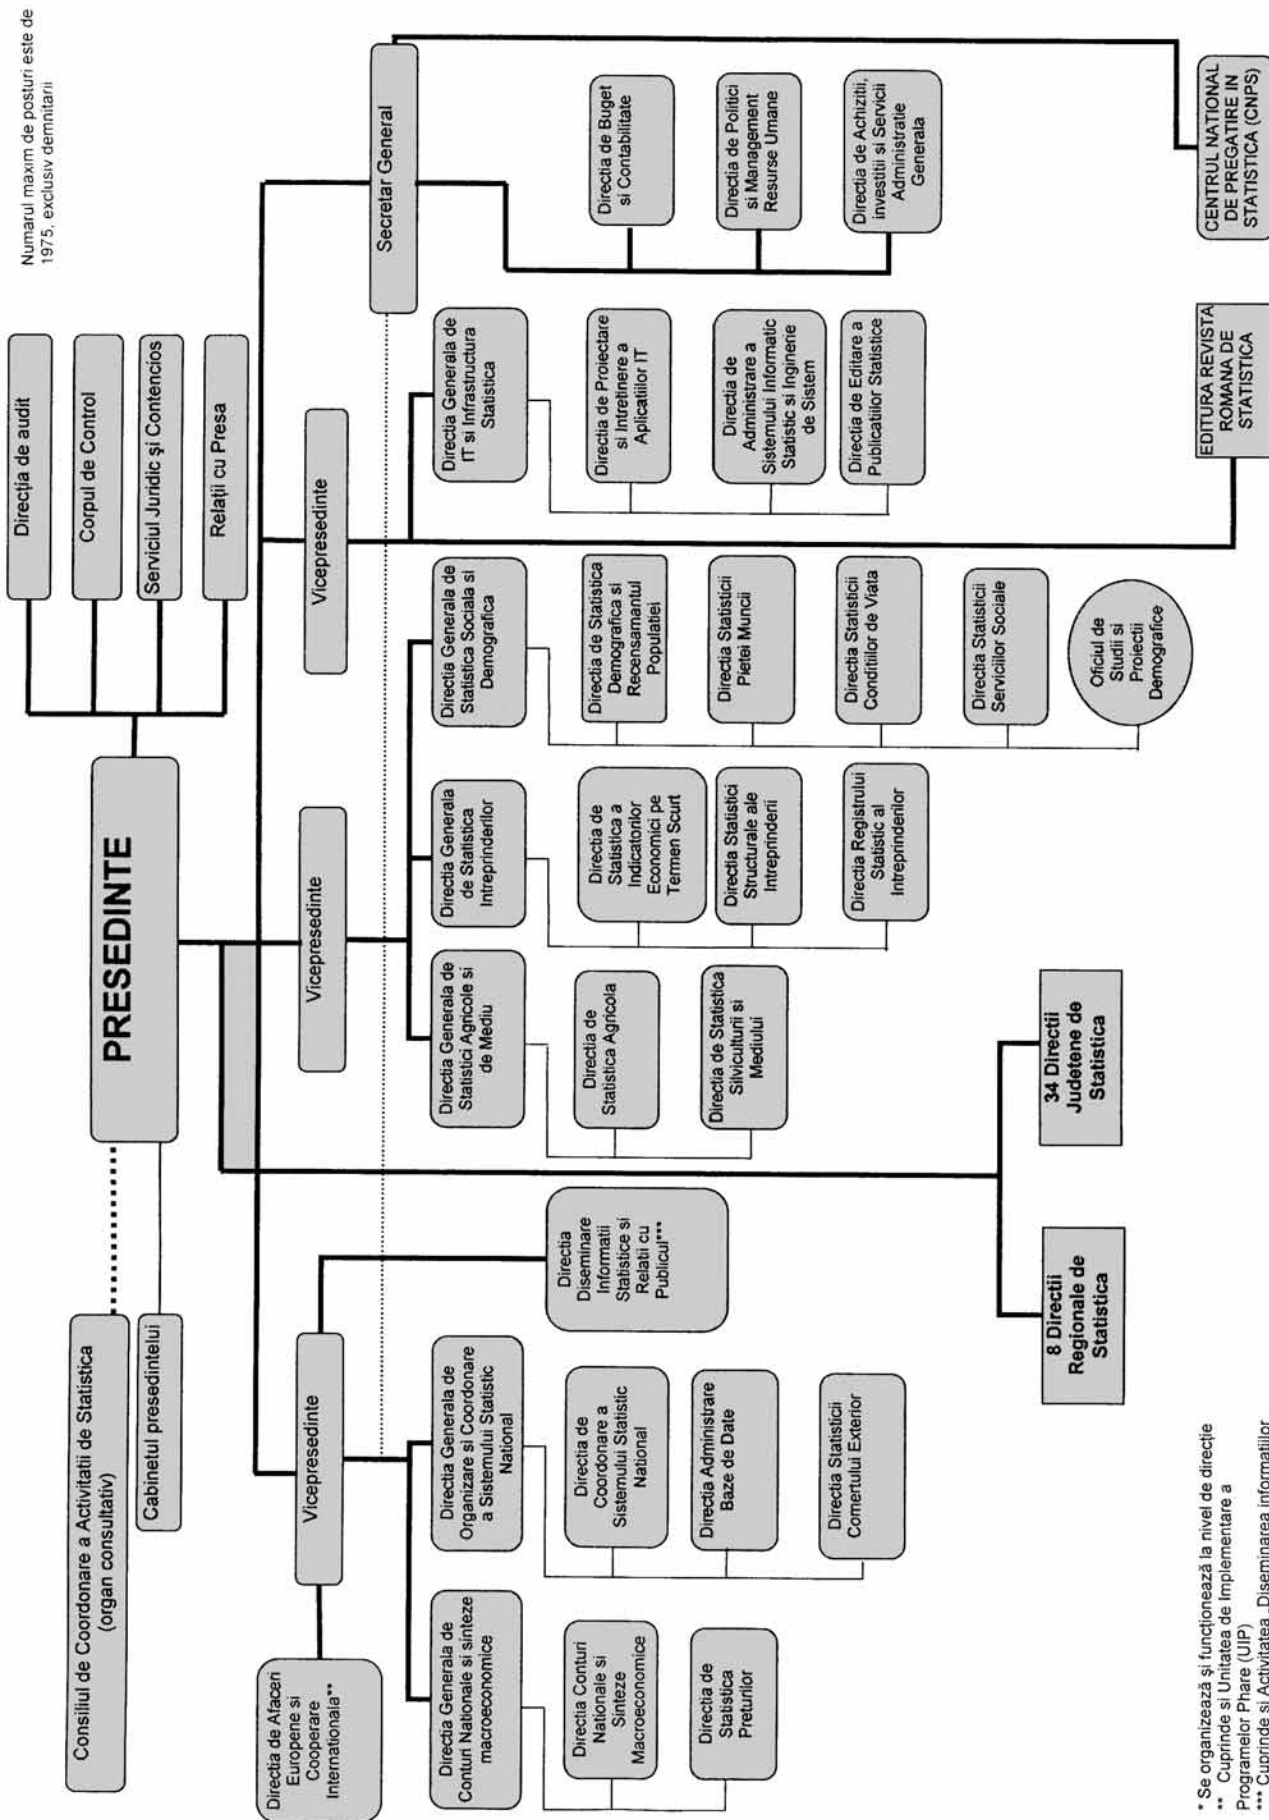 Numarul maxim de posturi este de
1975, exclusiv demnitarii
Direcția de audit
Corpul de Control
Serviciul Juridic și Contencios
Relații cu Presa
PRESEDINTE
Consiliul de Coordonare a Activitatii de Statistica
(organ consultativ)
Cabinetul presedintelui
Vicepresedinte
Vicepresedinte
Vicepresedinte
Secretar General
Directia de Afaceri
Europene si
Cooperare
Internationala**
Directia Generala de
Conturi Nationale si sinteze
macroeconomice
Directia Conturi
Nationale si
Sinteze
Macroeconomice
Directia de
Statistica
Preturilor
Directia Generala de
Organizare si Coordonare
a Sistemului Statistic
National
Directia de
Coordonare a
Sistemului Statistic
National
Directia Administrare
Baze de Date
Directia Statisticii
Comertului Exterior
Directia
Diseminare
Informatii
Statistice si
Relatii cu
Publicul***
Directia Generala de
Statistici Agricole si
de Mediu
Directia de
Statistica Agricola
Directia de Statistica
Silviculturii si
Mediului
Directia Generala
de Statistica
Intreprinderilor
Directia de
Statistica a
Indicatorilor
Economici pe
Termen Scurt
Directia Statistici
Structurale ale
Intreprinderii
Directia Registrului
Statistic al
Intreprinderilor
Directia Generala de
Statistica Sociala si
Demografica
Directia de Statistica
Demografica si
Recensamantul
Populatiei
Directia Statisticii
Pietei Muncii
Directia Statisticii
Conditiilor de Viata
Directia Statisticii
Serviciilor Sociale
Oficiul de
Studii si
Proiectii
Demografice
Directia Generala de
IT si Infrastructura
Statistica
Directia de Proiectare
si Intretinere a
Aplicatiilor IT
Directia de
Administrare a
Sistemului Informatic
Statistic si Inginerie
de Sistem
Directia de Editare a
Publicatiilor Statistice
Directia de Buget
si Contabilitate
Directia de Politici
si Management
Resurse Umane
Directia de Achizitii,
investitii si Servicii
Administratie
Generala
8 Directii
Regionale de
Statistica
34 Directii
Judetene de
Statistica
EDITURA REVISTA
ROMANA DE
STATISTICA
CENTRUL NATIONAL
DE PREGATIRE IN
STATISTICA (CNPS)
* Se organizează și funcționează la nivel de direcție
** Cuprinde si Unitatea de Implementare a
Programelor Phare (UIP)
*** Cuprinde si Activitatea „Diseminarea informatiilor